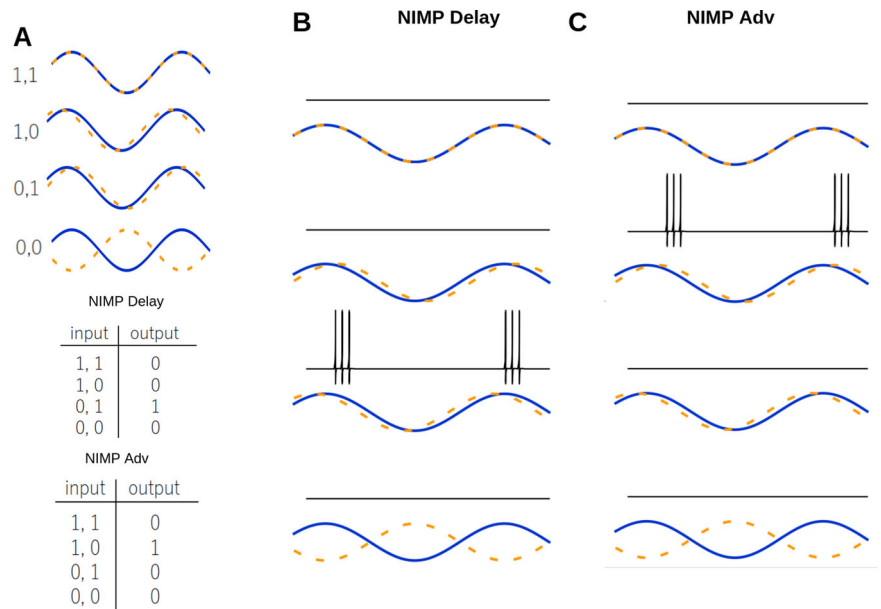 A
1,1
1,0
0,1
0,0
NIMP Delay
input output
1, 1 0
1, 0 0
0, 1 1
0, 0 0
NIMP Adv
input output
1, 1 0
1, 0 1
0, 1 0
0, 0 0
B NIMP Delay
C NIMP Adv